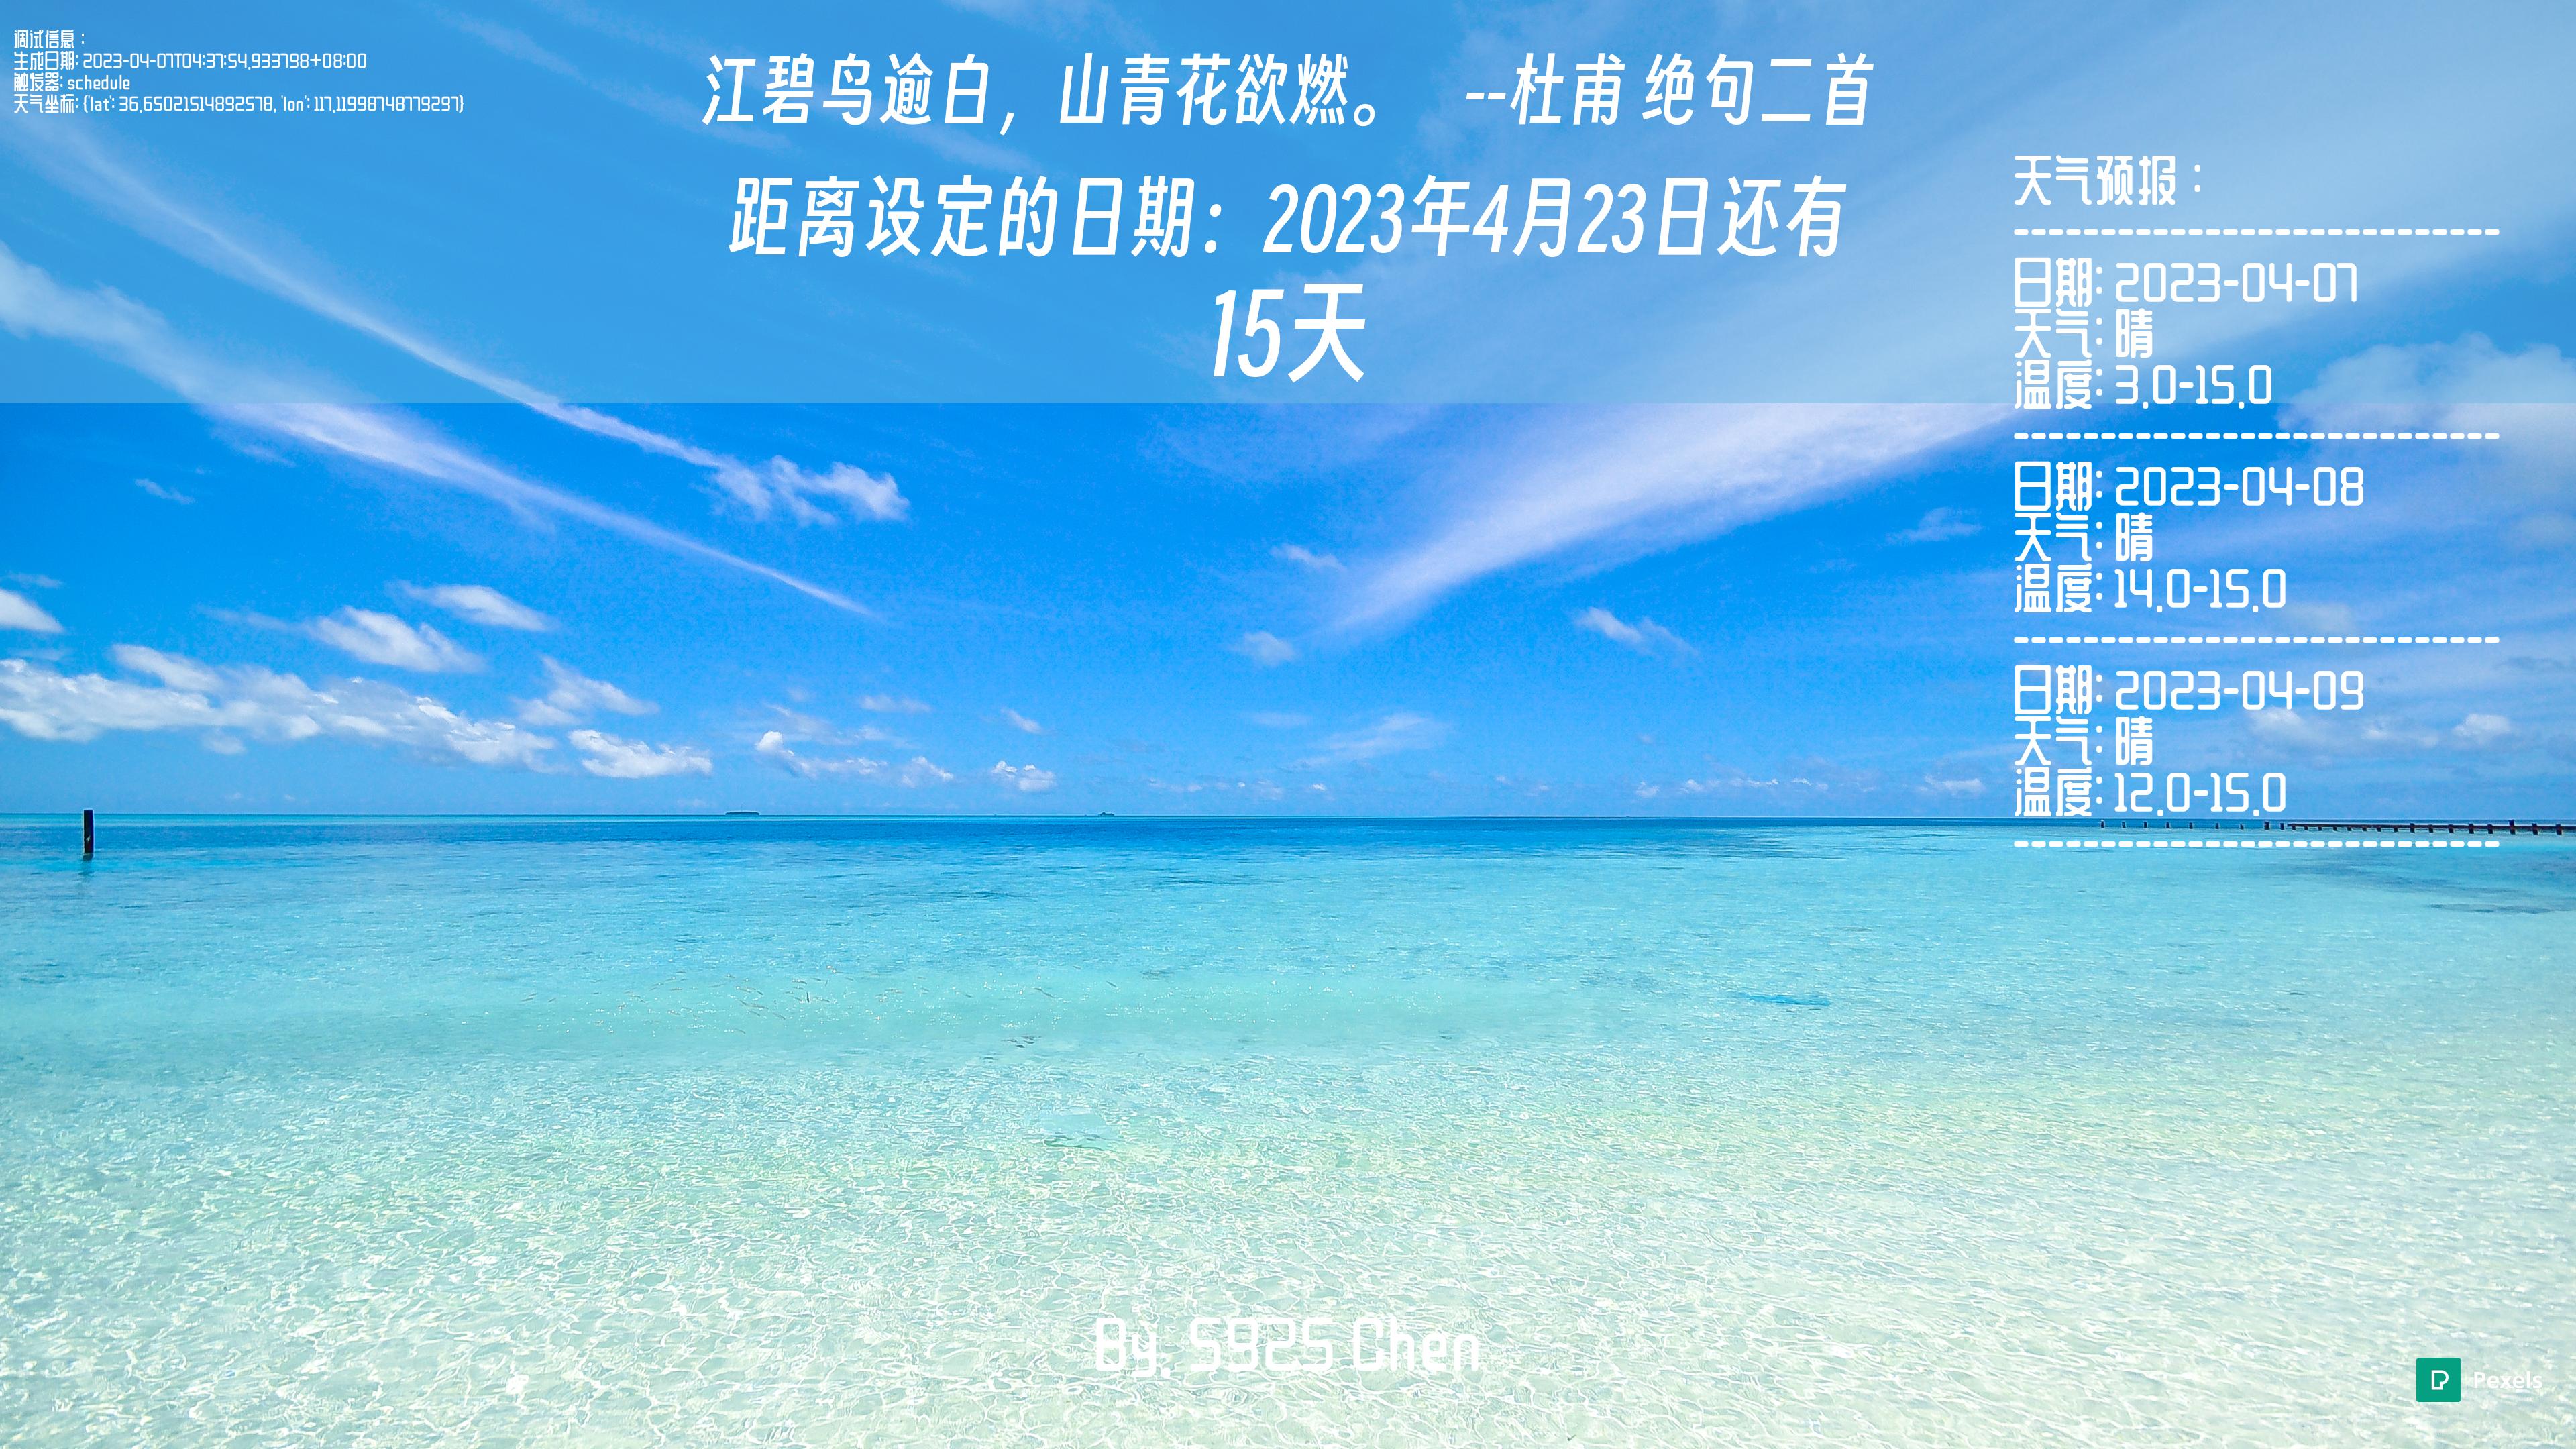 调试信息：
生成日期: 2023-04-07T04:37:54.933798+08:00
触发器: schedule
天气坐标: {'lat': 36.65021514892578, 'lon': 117.11998748779297}
江碧鸟逾白，山青花欲燃。 --杜甫 绝句二首
距离设定的日期：2023年4月23日还有
15天
天气预报：
----------------------------
日期: 2023-04-07
天气: 晴
温度: 3.0-15.0
----------------------------
日期: 2023-04-08
天气: 晴
温度: 14.0-15.0
----------------------------
日期: 2023-04-09
天气: 晴
温度: 12.0-15.0
----------------------------
By. S925 Chen
Pexels